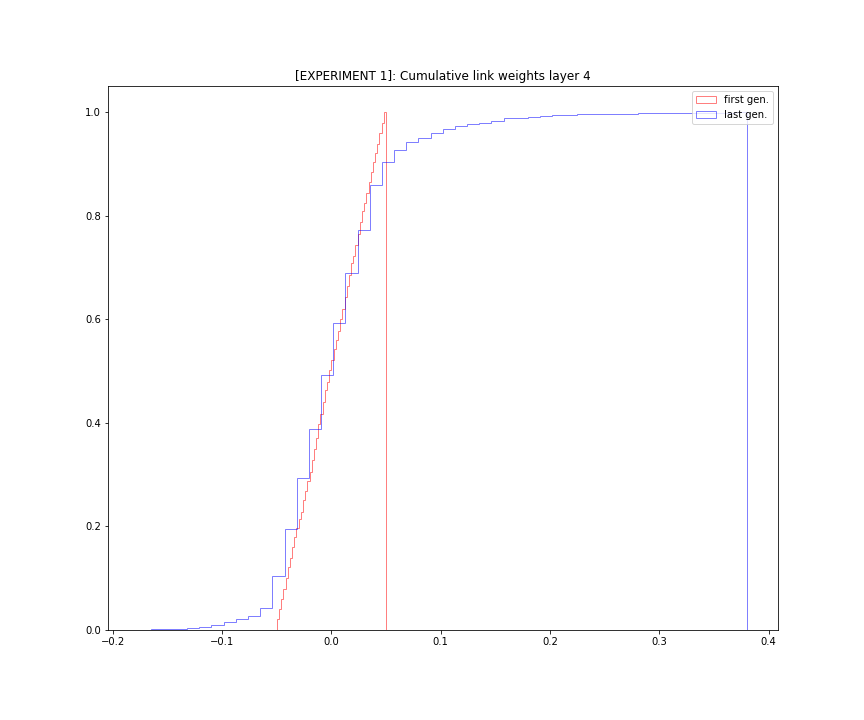 [EXPERIMENT 1]: Cumulative link weights layer 4
first gen.
last gen.
1.0
0.8
0.6
0.4
0.2
0.0
−0.2 −0.1 0.0 0.1 0.2 0.3 0.4